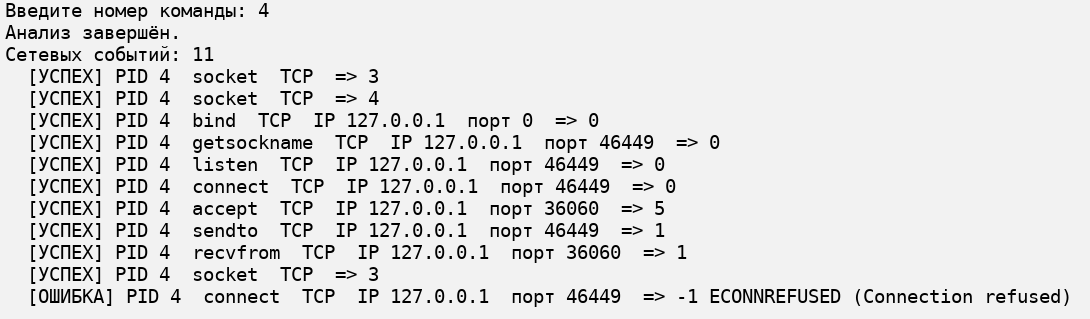 Введите номер команды: 4
Анализ завершён.
Сетевых событий: 11
[УСПЕХ] PID 4  socket  TCP  => 3
[УСПЕХ] PID 4  socket  TCP  => 4
[УСПЕХ] PID 4  bind  TCP  IP 127.0.0.1  порт 0  => 0
[УСПЕХ] PID 4  getsockname  TCP  IP 127.0.0.1  порт 46449  => 0
[УСПЕХ] PID 4  listen  TCP  IP 127.0.0.1  порт 46449  => 0
[УСПЕХ] PID 4  connect  TCP  IP 127.0.0.1  порт 46449  => 0
[УСПЕХ] PID 4  accept  TCP  IP 127.0.0.1  порт 36060  => 5
[УСПЕХ] PID 4  sendto  TCP  IP 127.0.0.1  порт 46449  => 1
[УСПЕХ] PID 4  recvfrom  TCP  IP 127.0.0.1  порт 36060  => 1
[УСПЕХ] PID 4  socket  TCP  => 3
[ОШИБКА] PID 4  connect  TCP  IP 127.0.0.1  порт 46449  => -1 ECONNREFUSED (Connection refused)